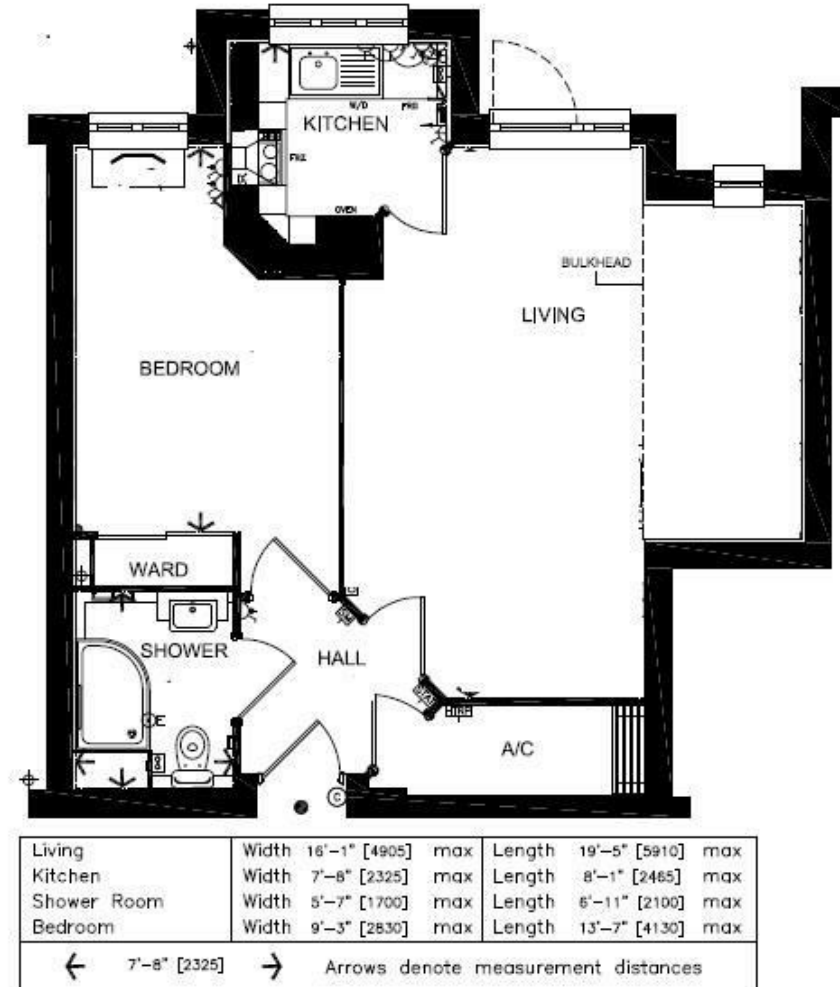 W/D
FRG
KITCHEN
OVEN
BULKHEAD
LIVING
BEDROOM
WARD
SHOWER
HALL
E
A/C
C
Living Width 16'–1" [4905] max Length 19'–5" [5910] max
Kitchen Width 7'–8" [2325] max Length 8'–1" [2465] max
Shower Room Width 5'–7" [1700] max Length 6'–11" [2100] max
Bedroom Width 9'–3" [2830] max Length 13'–7" [4130] max
7'–8" [2325] Arrows denote measurement distances